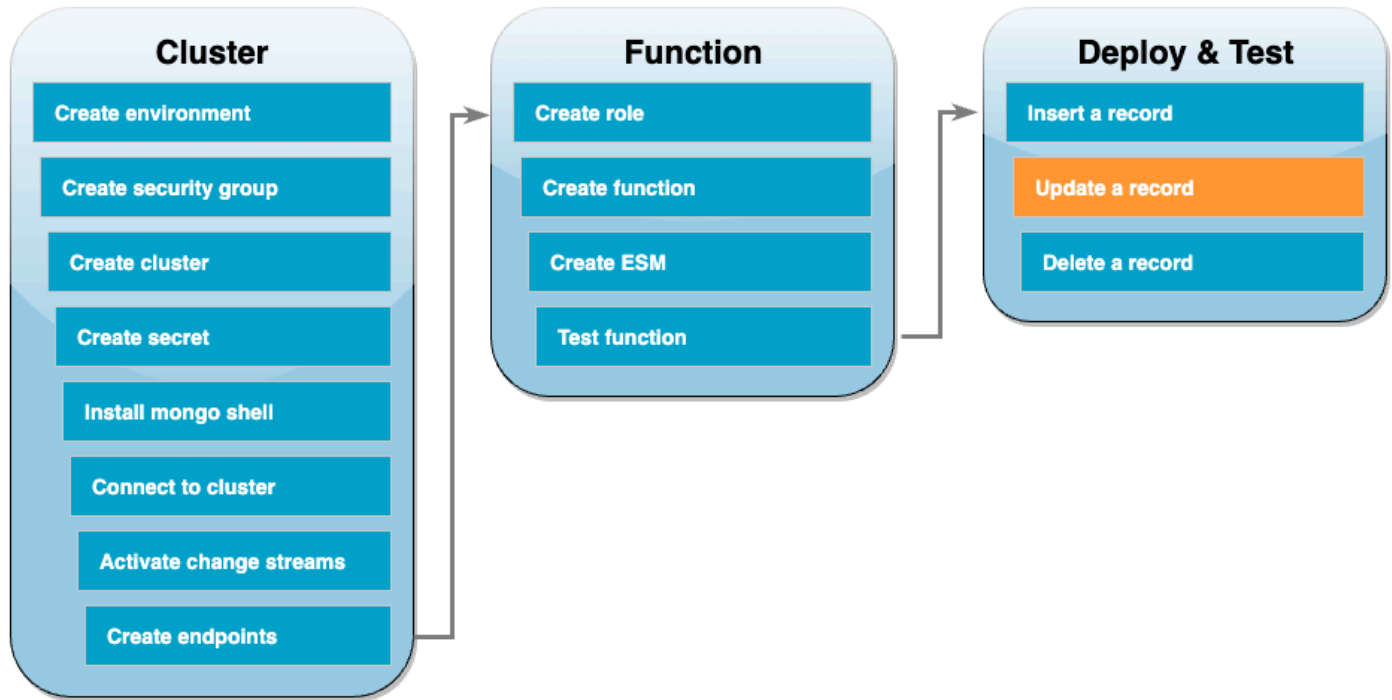 Cluster
Create environment
Create security group
Create cluster
Create secret
Install mongo shell
Connect to cluster
Activate change streams
Create endpoints
Function
Create role
Create function
Create ESM
Test function
Deploy & Test
Insert a record
Update a record
Delete a record